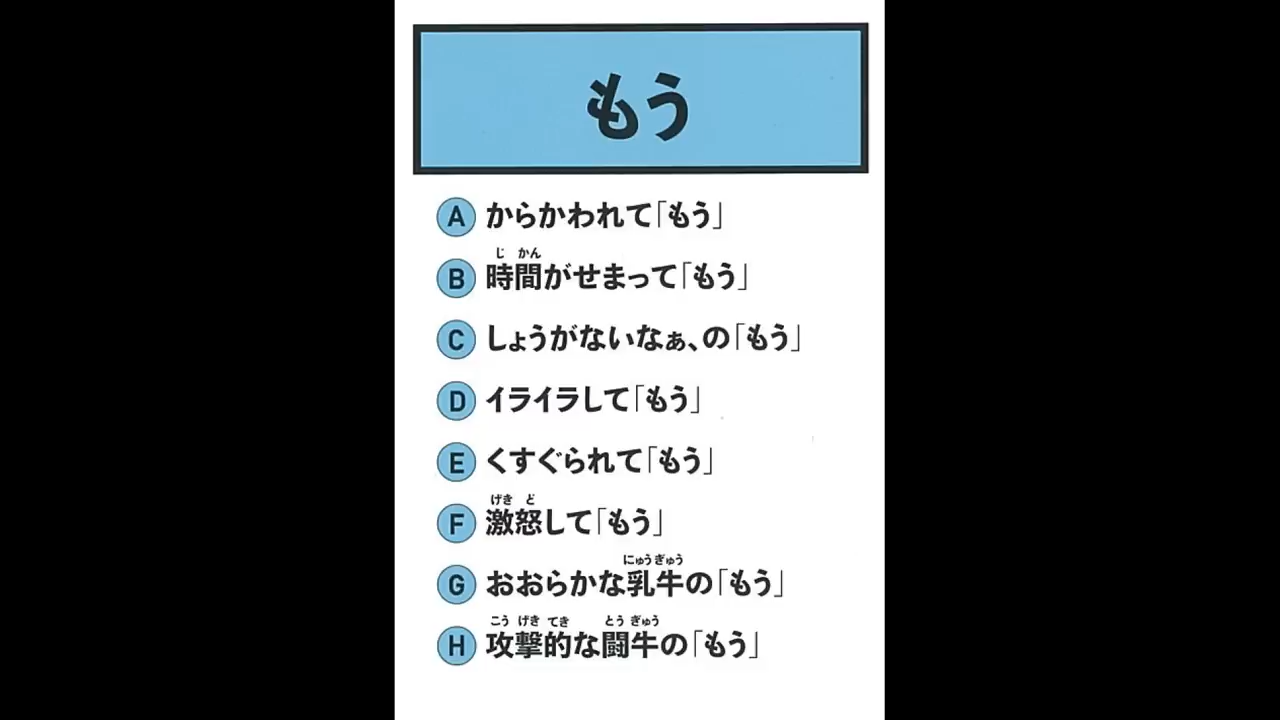 もう
A からかわれて「もう」
じ かん
B 時間がせまって「もう」
C しょうがないなぁ、の「もう」
D イライラして「もう」
E くすぐられて「もう」
げき ど
F 激怒して「もう」
にゅうぎゅう
G おおらかな乳牛の「もう」
こう げき てき とう ぎゅう
H 攻撃的な闘牛の「もう」